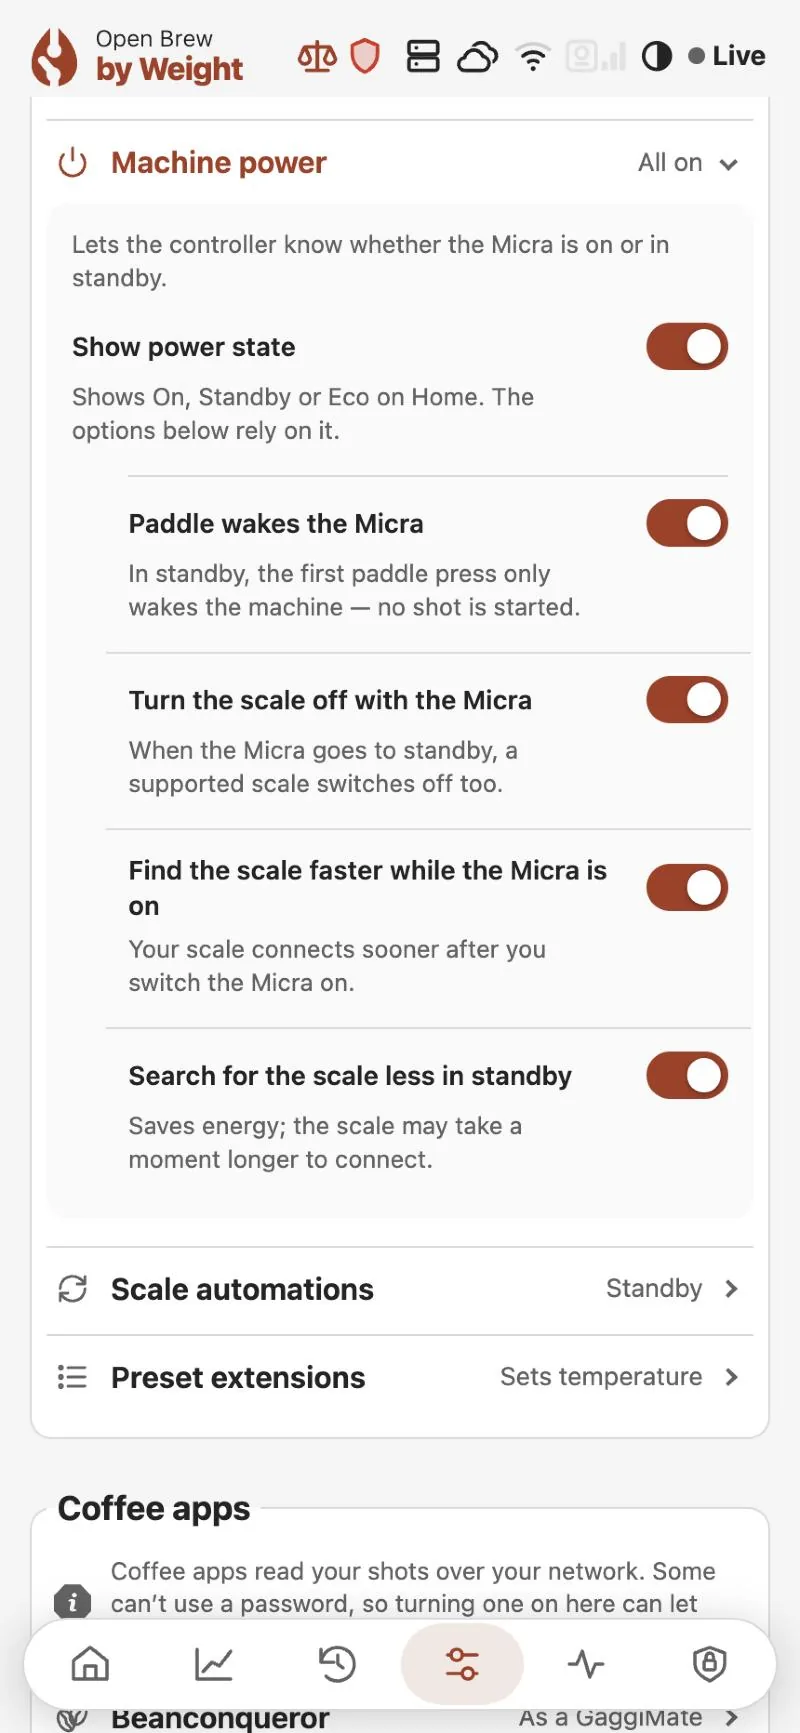 Open Brew
by Weight
Live
Machine power
All on
Lets the controller know whether the Micra is on or in
standby.
Show power state
Shows On, Standby or Eco on Home. The
options below rely on it.
Paddle wakes the Micra
In standby, the first paddle press only
wakes the machine — no shot is started.
Turn the scale off with the Micra
When the Micra goes to standby, a
supported scale switches off too.
Find the scale faster while the Micra is
on
Your scale connects sooner after you
switch the Micra on.
Search for the scale less in standby
Saves energy; the scale may take a
moment longer to connect.
Scale automations
Standby
Preset extensions
Sets temperature
Coffee apps
Coffee apps read your shots over your network. Some
can’t use a password, so turning one on here can let
Beanconqueror
As a GaggiMate